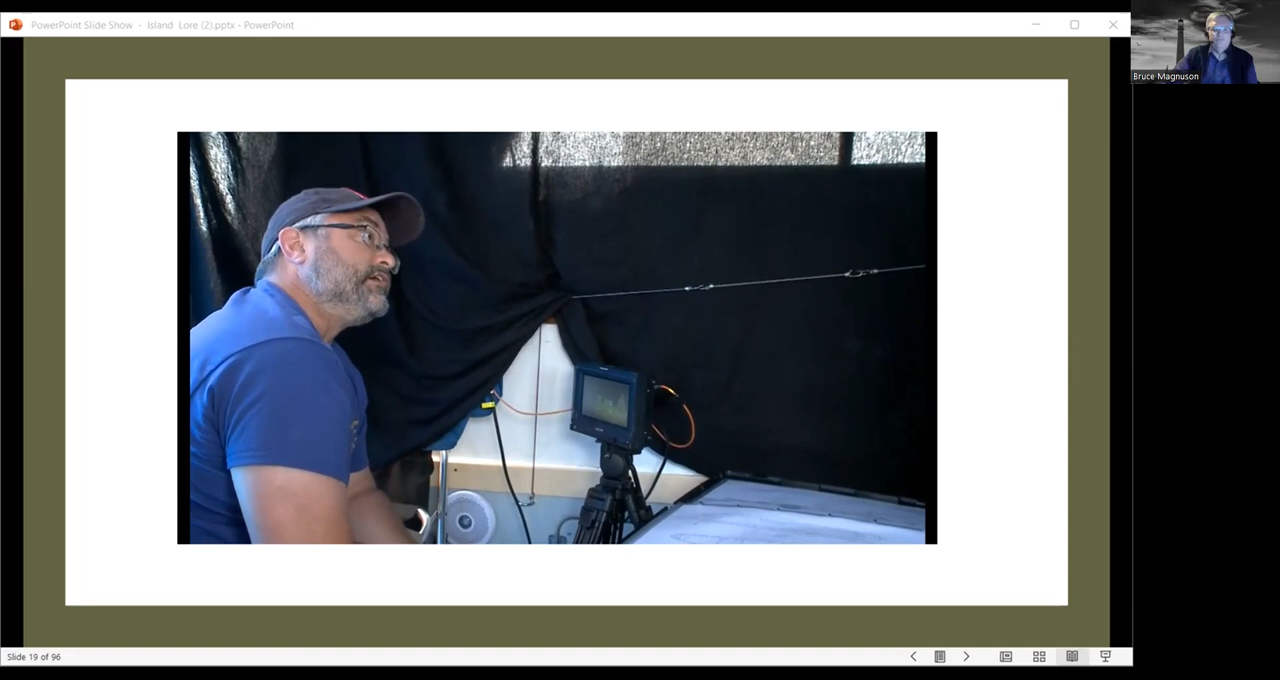 PowerPoint Slide Show - Island Lore (2).pptx - PowerPoint
Bruce Magnuson
Slide 19 of 96